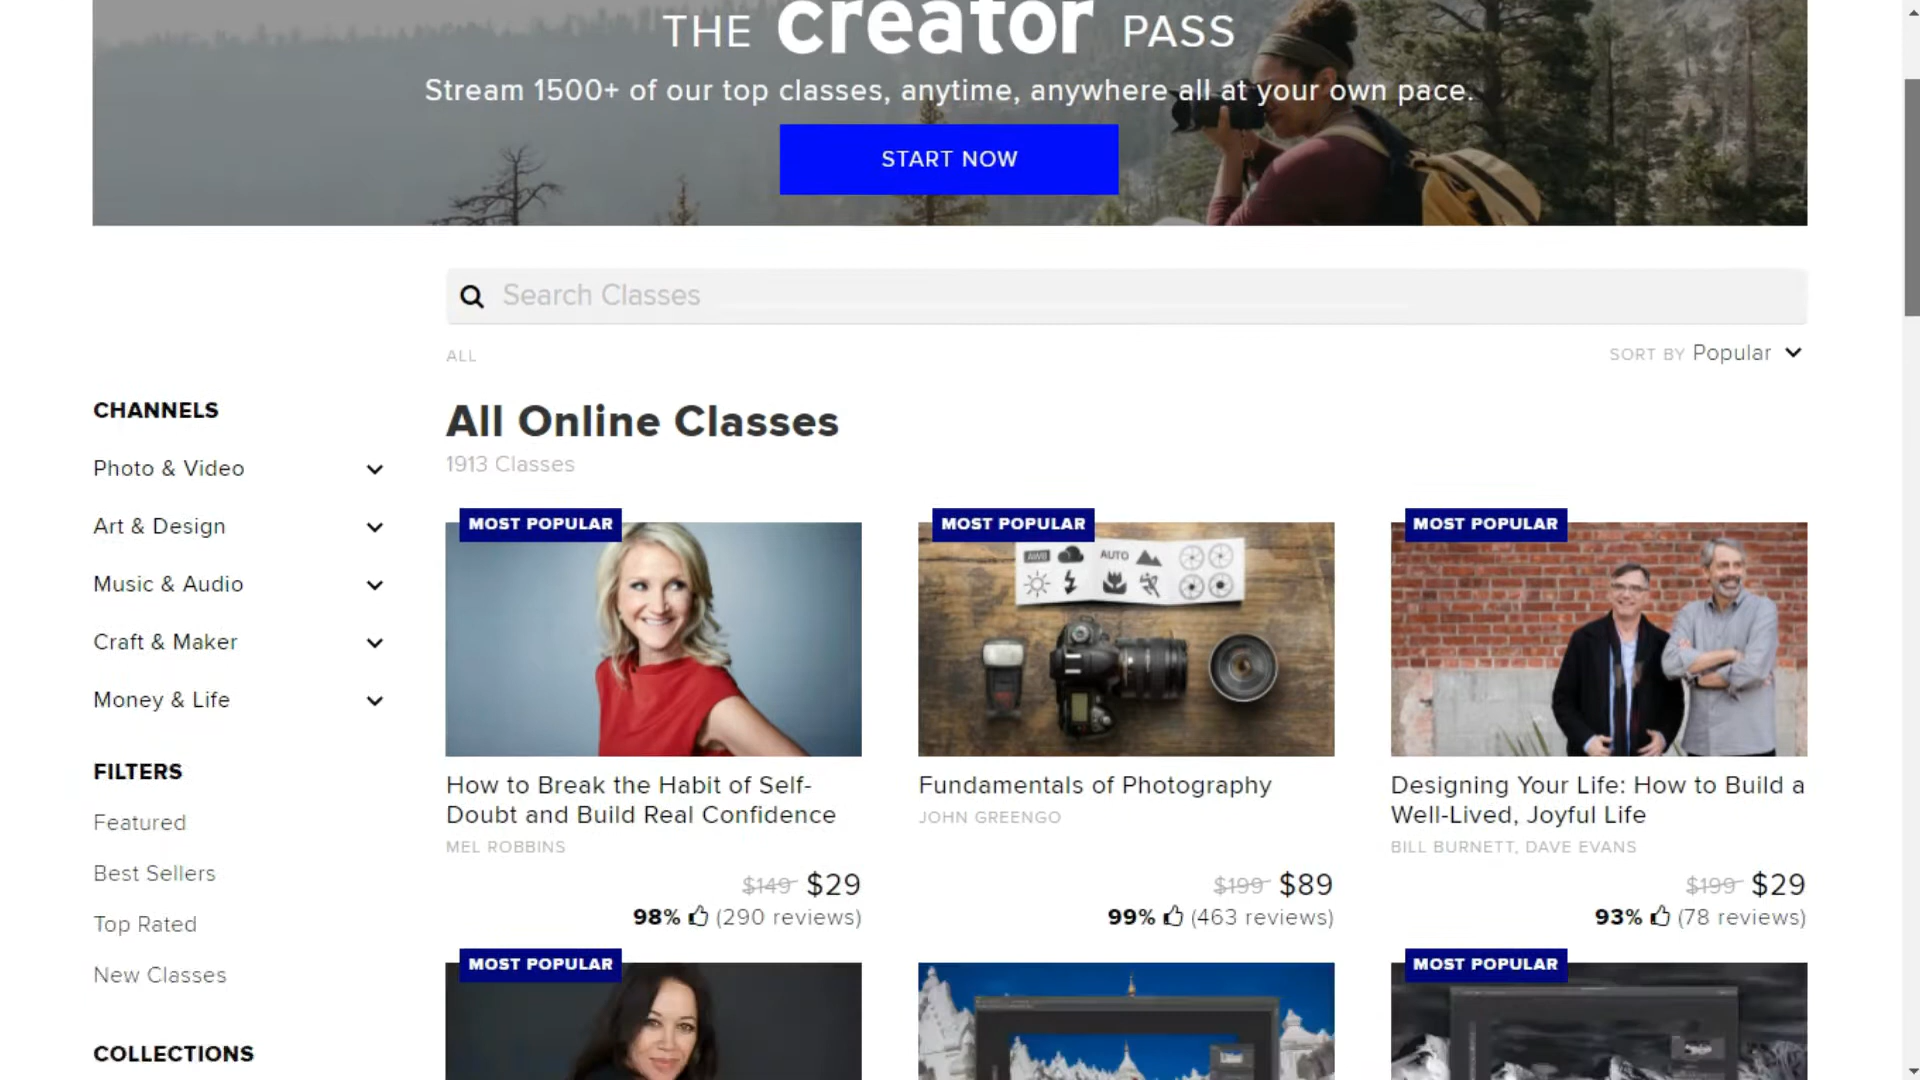 THE creator PASS
Stream 1500+ of our top classes, anytime, anywhere all at your own pace.
START NOW
Search Classes
ALL
SORT BY Popular
CHANNELS
Photo & Video
Art & Design
Music & Audio
Craft & Maker
Money & Life
FILTERS
Featured
Best Sellers
Top Rated
New Classes
COLLECTIONS
All Online Classes
1913 Classes
MOST POPULAR
How to Break the Habit of Self-
Doubt and Build Real Confidence
MEL ROBBINS
$149 $29
98% (290 reviews)
MOST POPULAR
AWB
AUTO
Fundamentals of Photography
JOHN GREENGO
$199 $89
99% (463 reviews)
MOST POPULAR
Designing Your Life: How to Build a
Well-Lived, Joyful Life
BILL BURNETT, DAVE EVANS
$199 $29
93% (78 reviews)
MOST POPULAR
MOST POPULAR